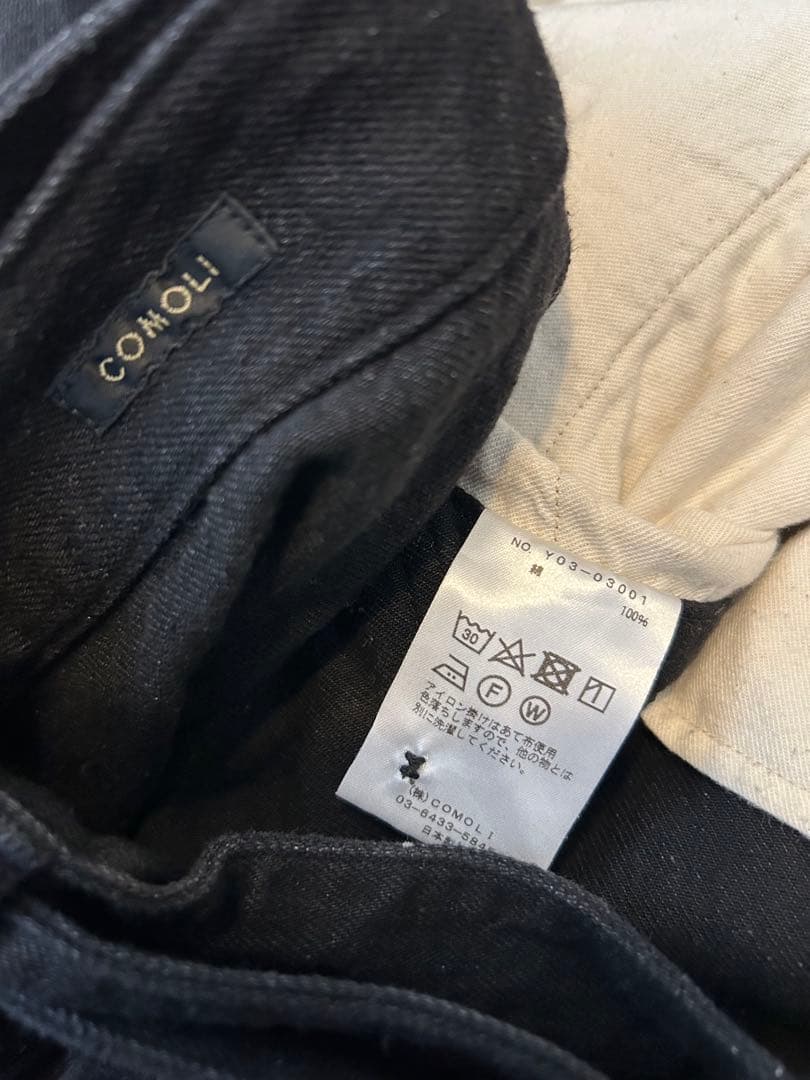 COMOLI
NO. Y03-03001
綿 100%
30
F W
アイロン掛けはあて布使用
色落ちしますので、他の物とは
別に洗濯してください。
(株)COMOLI
03-6433-584
日本製